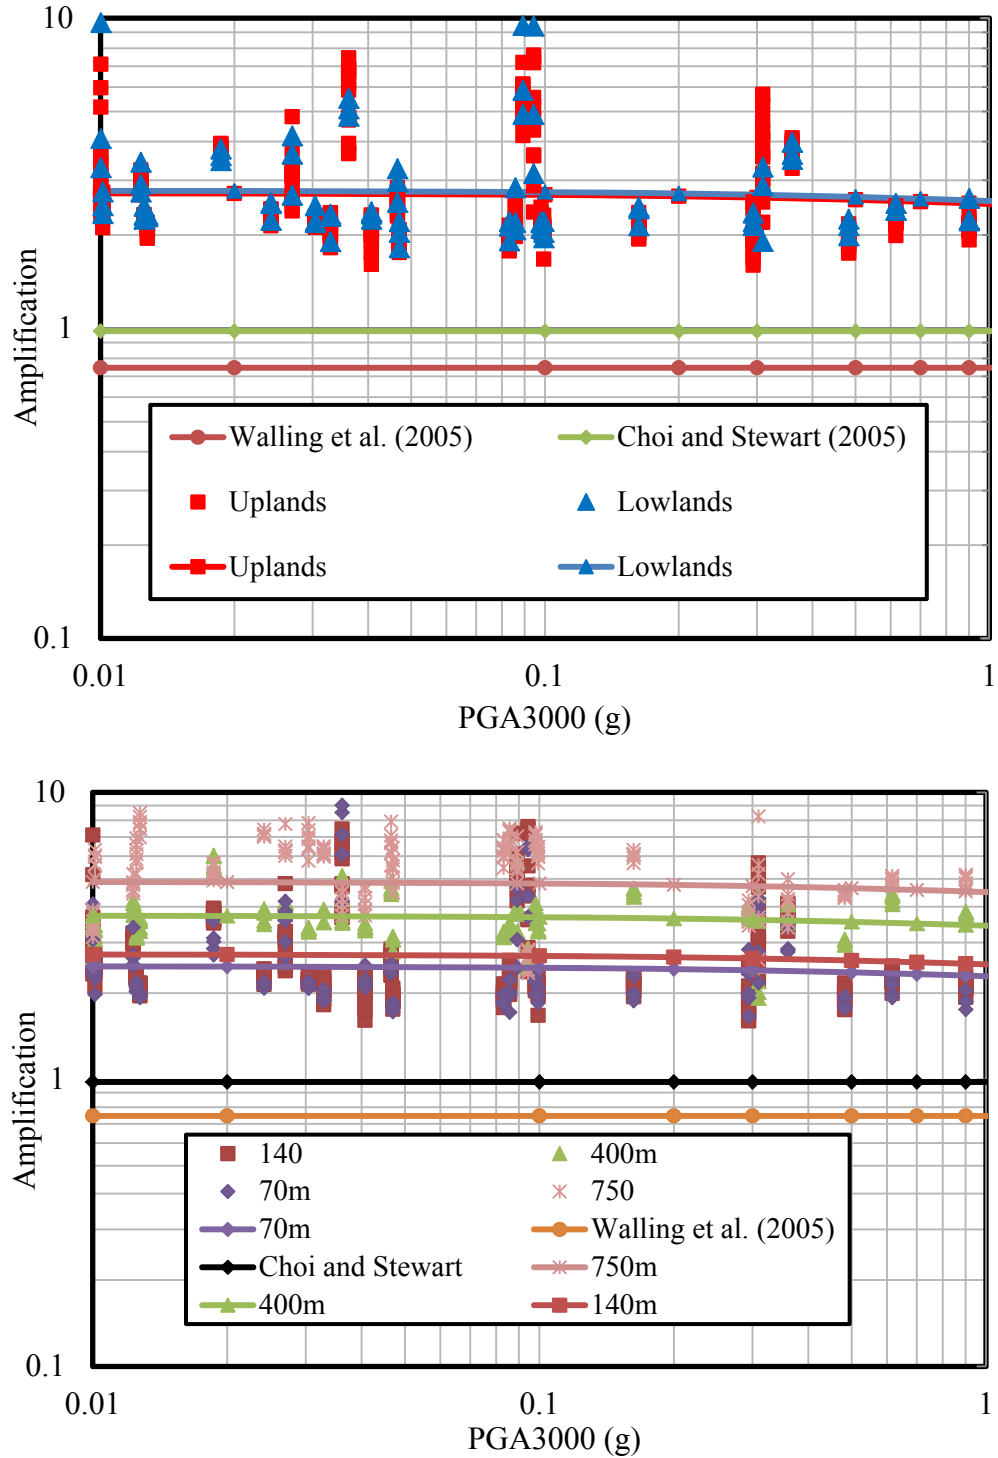 10
1
0.1
Amplification
Walling et al. (2005)
Choi and Stewart (2005)
Uplands
Lowlands
Uplands
Lowlands
0.01
0.1
1
PGA3000 (g)
10
1
0.1
Amplification
140
400m
70m
750
70m
Walling et al. (2005)
Choi and Stewart
750m
400m
140m
0.01
0.1
1
PGA3000 (g)